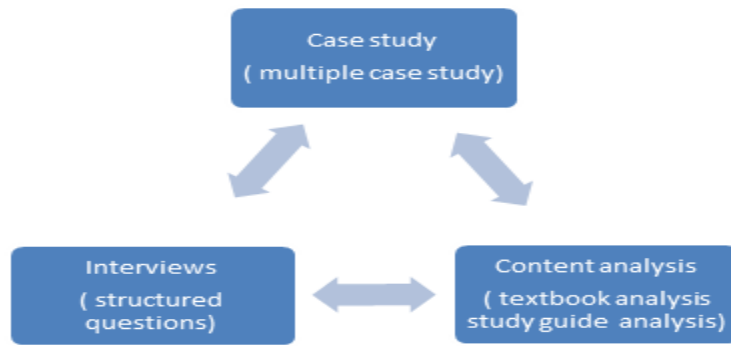 Case study
( multiple case study)
Interviews
( structured
questions)
Content analysis
( textbook analysis
study guide  analysis)